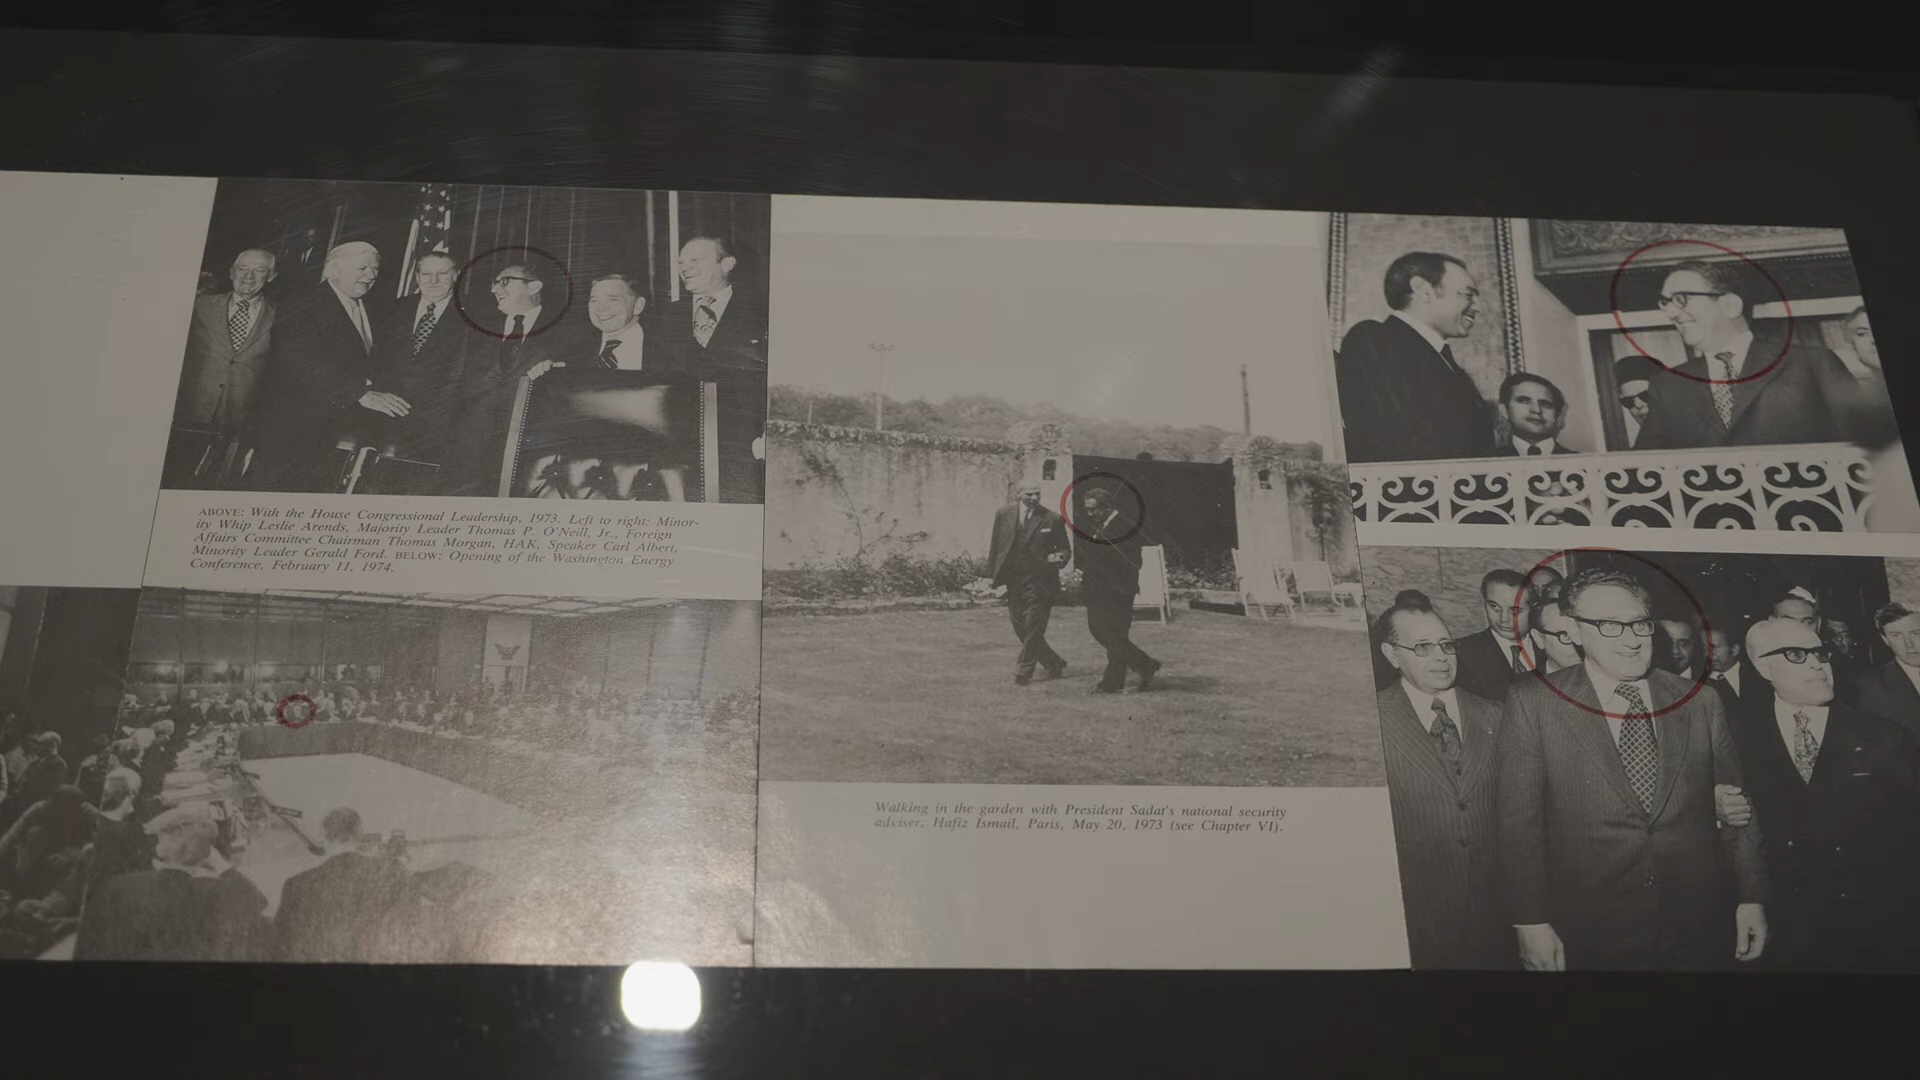 ABOVE: With the House Congressional Leadership, 1973. Left to right: Minor-
ity Whip Leslie Arends, Majority Leader Thomas P. O'Neill, Jr., Foreign
Affairs Committee Chairman Thomas Morgan, HAK, Speaker Carl Albert,
Minority Leader Gerald Ford. BELOW: Opening of the Washington Energy
Conference, February 11, 1974.
Walking in the garden with President Sadat's national security
adviser, Hafiz Ismail, Paris, May 20, 1973 (see Chapter VI).